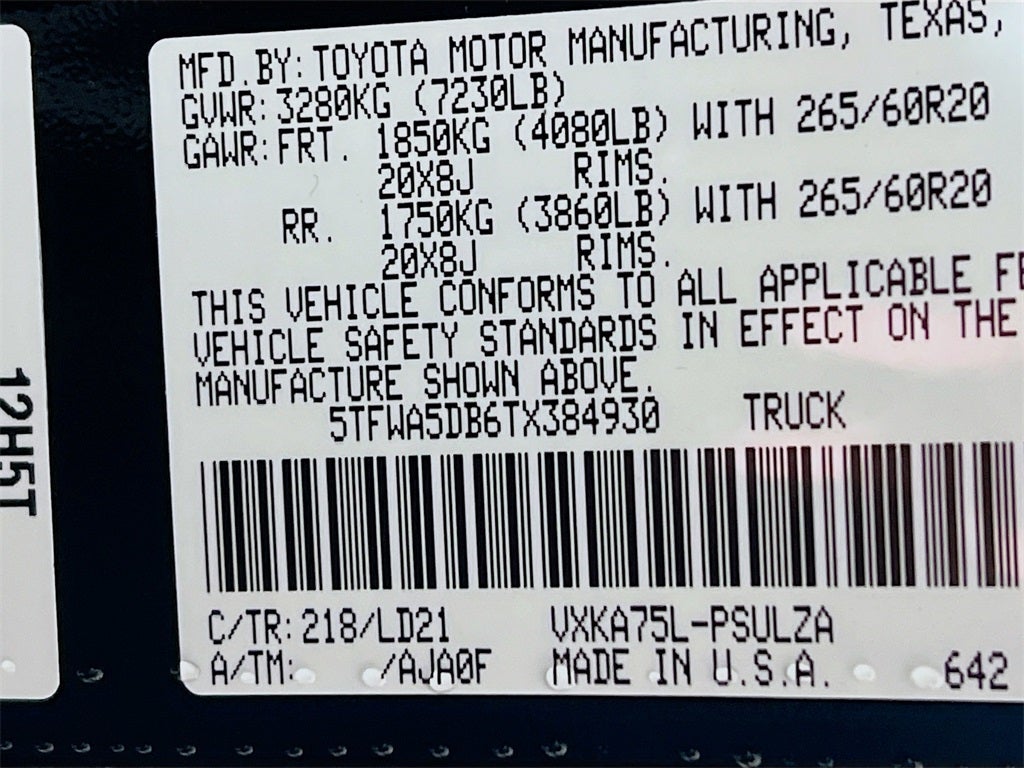 MFD.BY: TOYOTA MOTOR MANUFACTURING, TEXAS,
GVWR: 3280KG (7230LB)
GAWR: FRT. 1850KG (4080LB) WITH 265/60R20
20X8J RIMS.
RR. 1750KG (3860LB) WITH 265/60R20
20X8J RIMS.
THIS VEHICLE CONFORMS TO ALL APPLICABLE FE
VEHICLE SAFETY STANDARDS IN EFFECT ON THE
MANUFACTURE SHOWN ABOVE.
5TFWA5DB6TX384930 TRUCK
C/TR: 218/LD21 VXKA75L-PSULZA
A/TM: /AJA0F MADE IN U.S.A. 642
12H5T